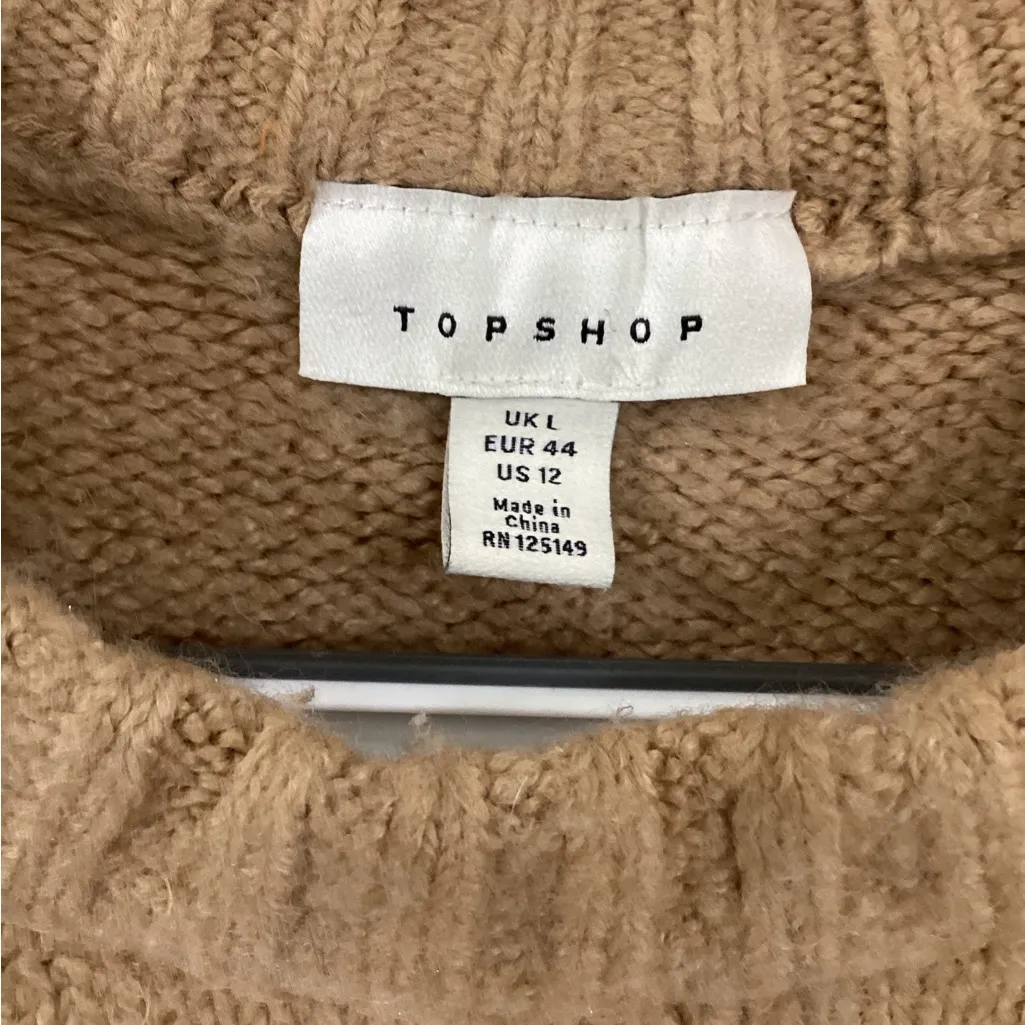 TOPSHOP
UK L
EUR 44
US 12
Made in
China
RN 125149